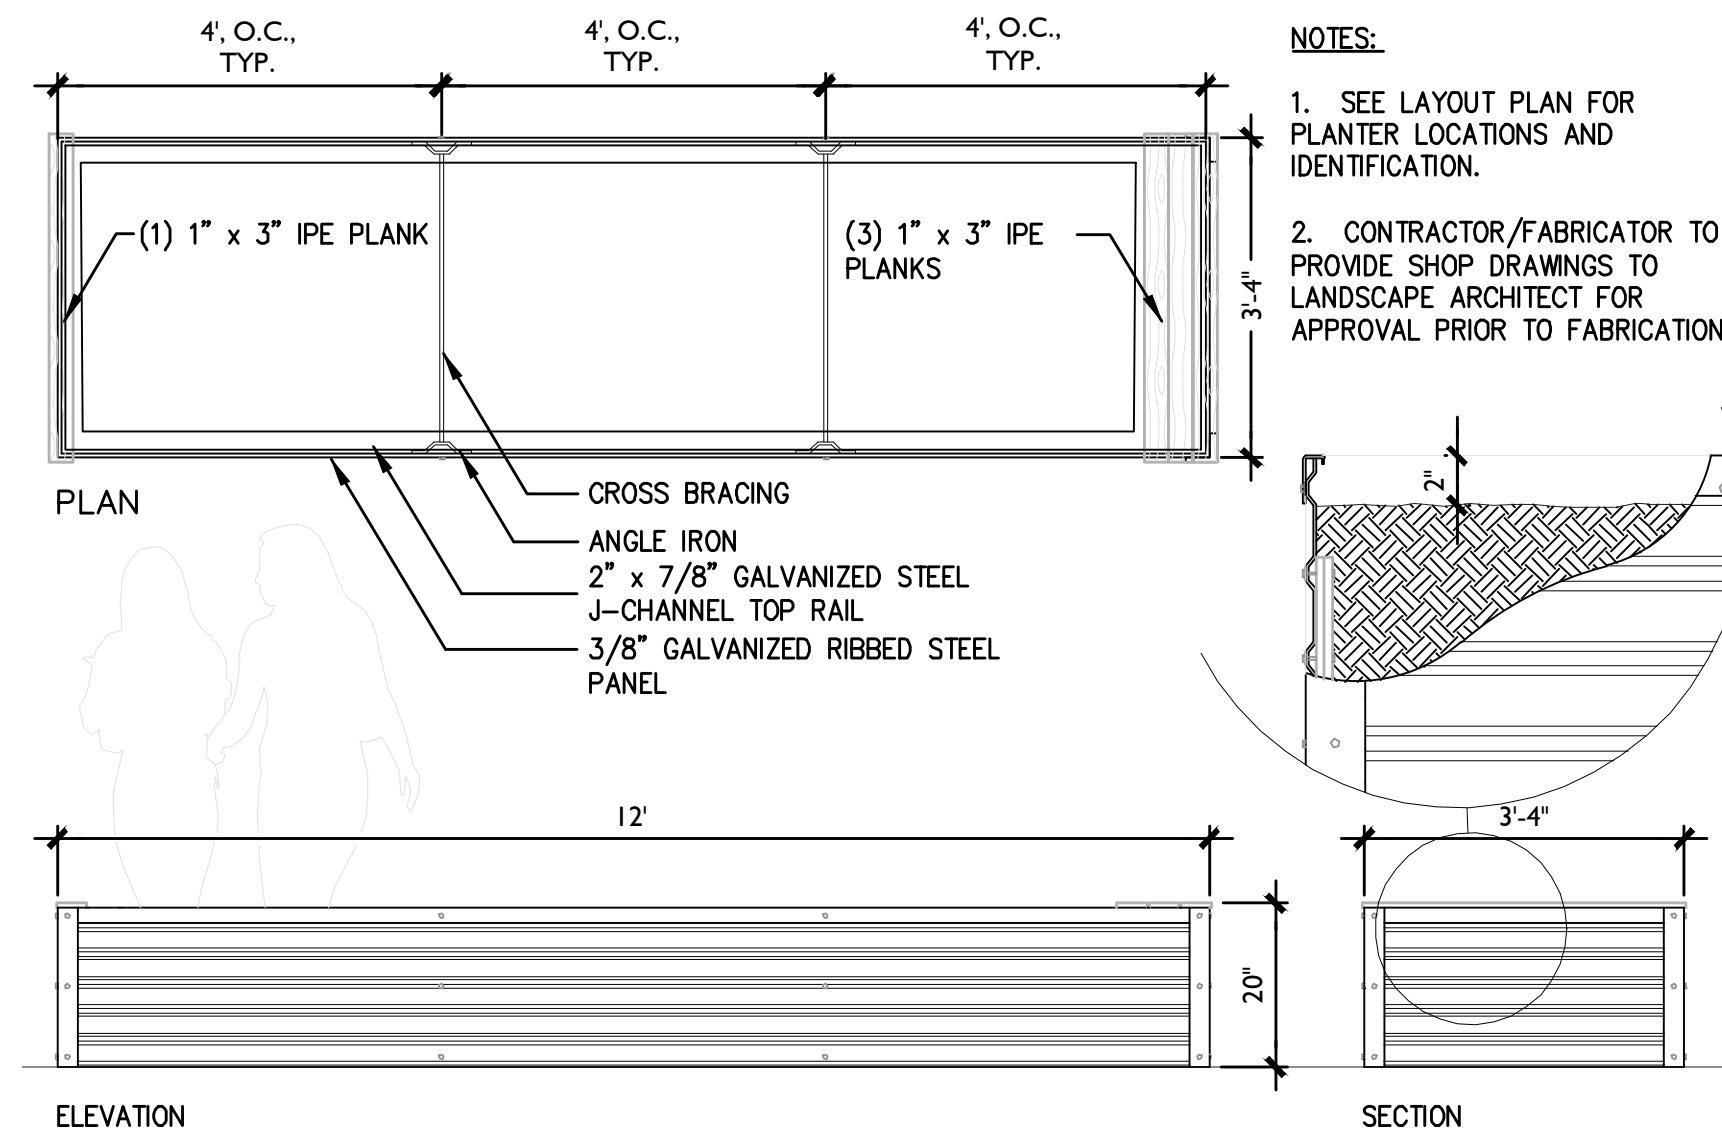 4', O.C.,
TYP.
4', O.C.,
TYP.
4', O.C.,
TYP.
(1) 1" x 3" IPE PLANK
(3) 1" x 3" IPE
PLANKS
3'-4"
PLAN
CROSS BRACING
ANGLE IRON
2" x 7/8" GALVANIZED STEEL
J-CHANNEL TOP RAIL
3/8" GALVANIZED RIBBED STEEL
PANEL
NOTES:
1. SEE LAYOUT PLAN FOR
PLANTER LOCATIONS AND
IDENTIFICATION.
2. CONTRACTOR/FABRICATOR TO
PROVIDE SHOP DRAWINGS TO
LANDSCAPE ARCHITECT FOR
APPROVAL PRIOR TO FABRICATION
2"
12'
20"
ELEVATION
3'-4"
SECTION